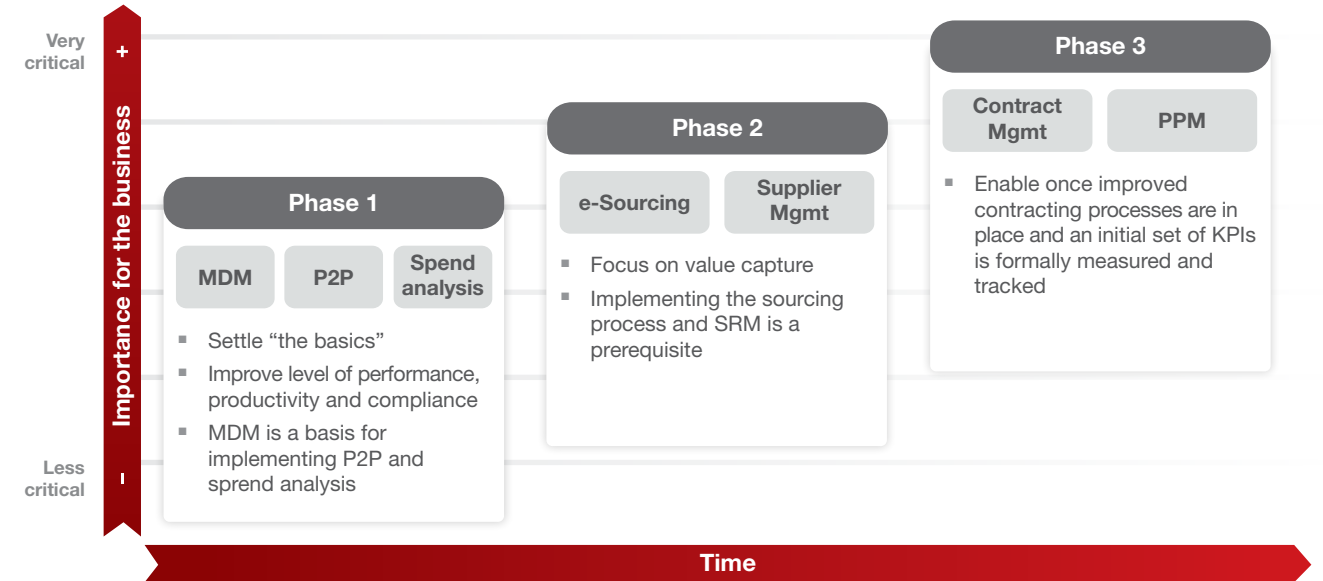 Very
critical
+
Importance for the business
–
Less
critical
Phase 1
MDM
P2P
Spend
analysis
▪ Settle “the basics”
▪ Improve level of performance,
productivity and compliance
▪ MDM is a basis for
implementing P2P and
sprend analysis
Phase 2
e-Sourcing
Supplier
Mgmt
▪ Focus on value capture
▪ Implementing the sourcing
process and SRM is a
prerequisite
Phase 3
Contract
Mgmt
PPM
▪ Enable once improved
contracting processes are in
place and an initial set of KPIs
is formally measured and
tracked
Time